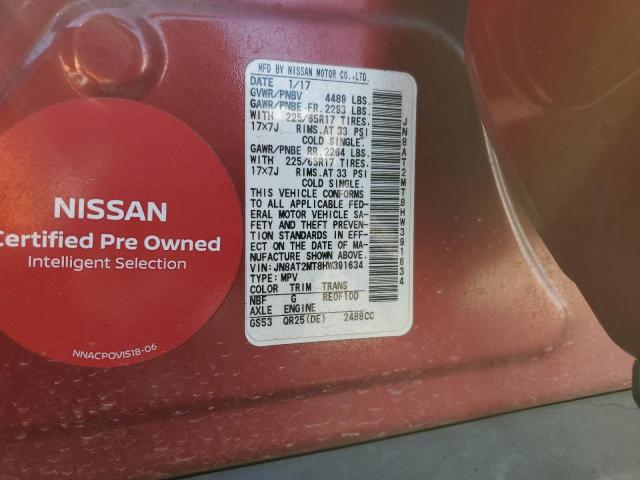 NISSAN
Certified Pre Owned
Intelligent Selection
NNACPOVIS18-06
MFD BY NISSAN MOTOR CO.,LTD.
DATE 1/17
GVWR/PNBV 4489 LBS.
GAWR/PNBE FR. 2293 LBS.
WITH 225/65R17 TIRES.
17X7J RIMS. AT 33 PSI
COLD SINGLE.
GAWR/PNBE RR. 2264 LBS.
WITH 225/65R17 TIRES.
17X7J RIMS. AT 33 PSI
COLD SINGLE.
THIS VEHICLE CONFORMS
TO ALL APPLICABLE FED-
ERAL MOTOR VEHICLE SA-
FETY AND THEFT PREVEN-
TION STANDARDS IN EFF-
ECT ON THE DATE OF MA-
NUFACTURE SHOWN ABOVE.
VIN:JN8AT2MT8HW391634
TYPE: MPV
COLOR TRIM TRANS
NBF G RE0F10D
AXLE ENGINE
GS53 QR25(DE) 2488CC
JN8AT2MT8HW391634